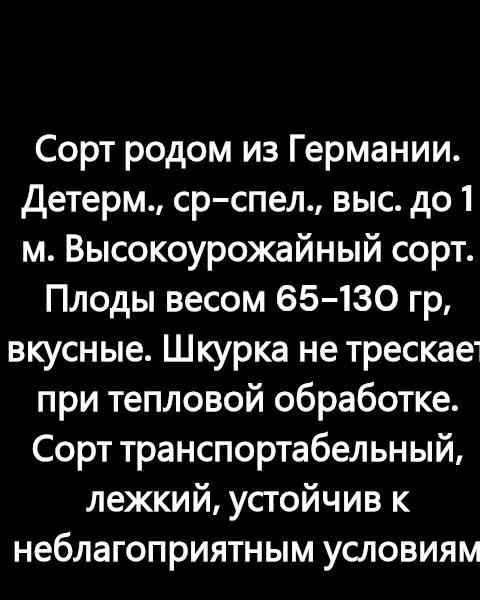 Сорт родом из Германии.
Детерм., ср-спел., выс. до 1
м. Высокоурожайный сорт.
Плоды весом 65-130 гр,
вкусные. Шкурка не трескает
при тепловой обработке.
Сорт транспортабельный,
лежкий, устойчив к
неблагоприятным условиям